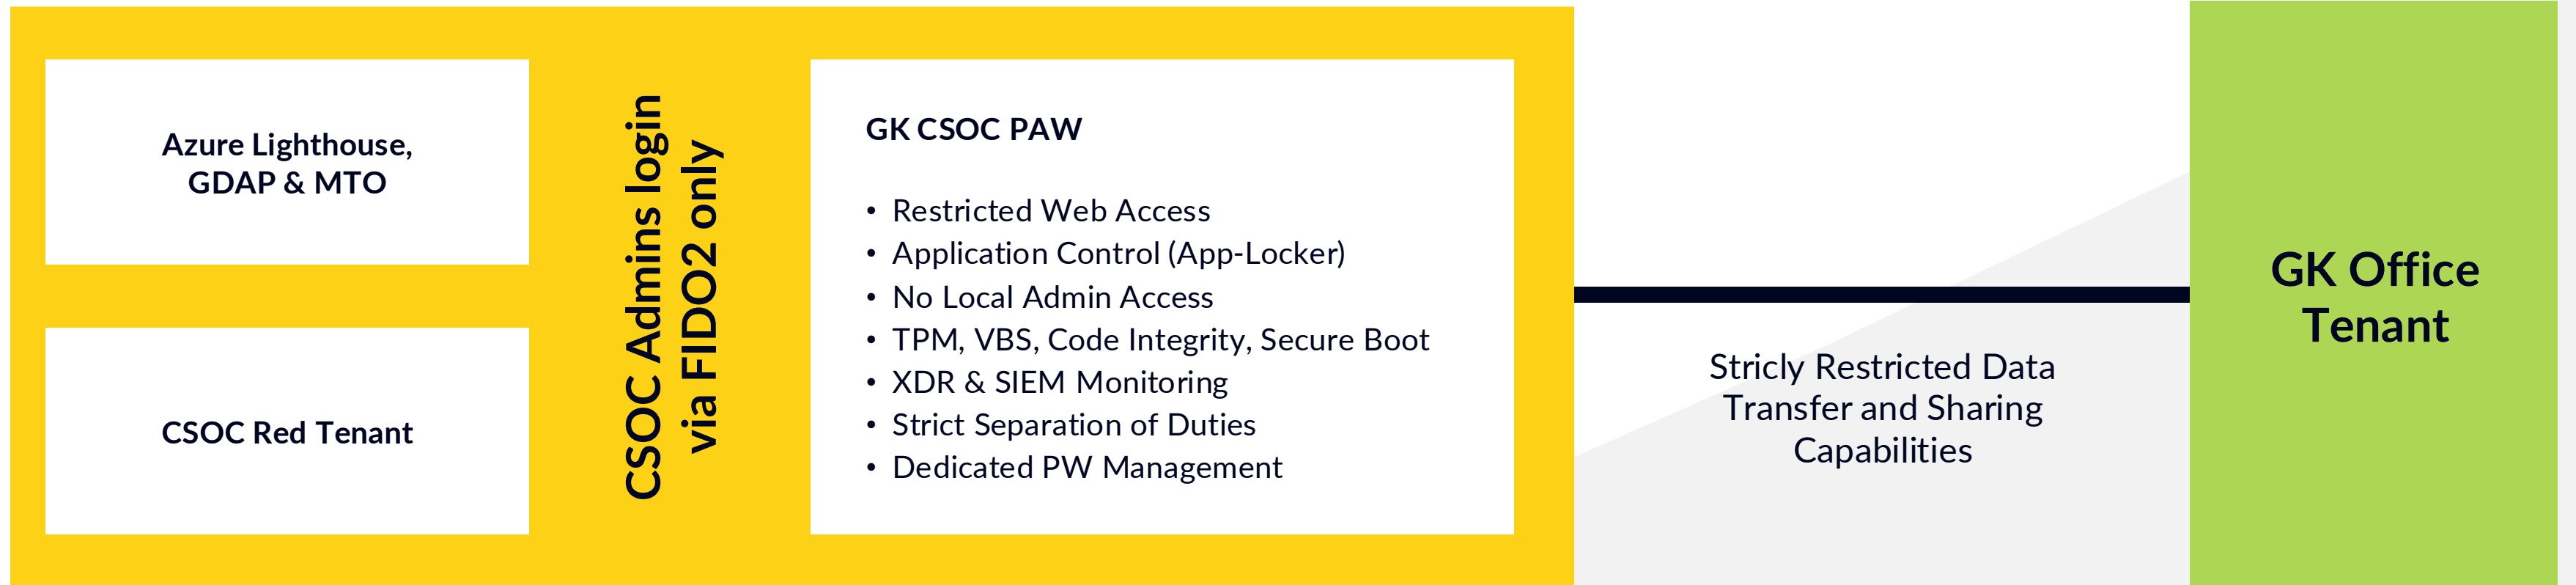 Azure Lighthouse,
GDAP & MTO
CSOC Red Tenant
CSOC Admins login
via FIDO2 only
GK CSOC PAW
• Restricted Web Access
• Application Control (App-Locker)
• No Local Admin Access
• TPM, VBS, Code Integrity, Secure Boot
• XDR & SIEM Monitoring
• Strict Separation of Duties
• Dedicated PW Management
Stricly Restricted Data
Transfer and Sharing
Capabilities
GK Office
Tenant